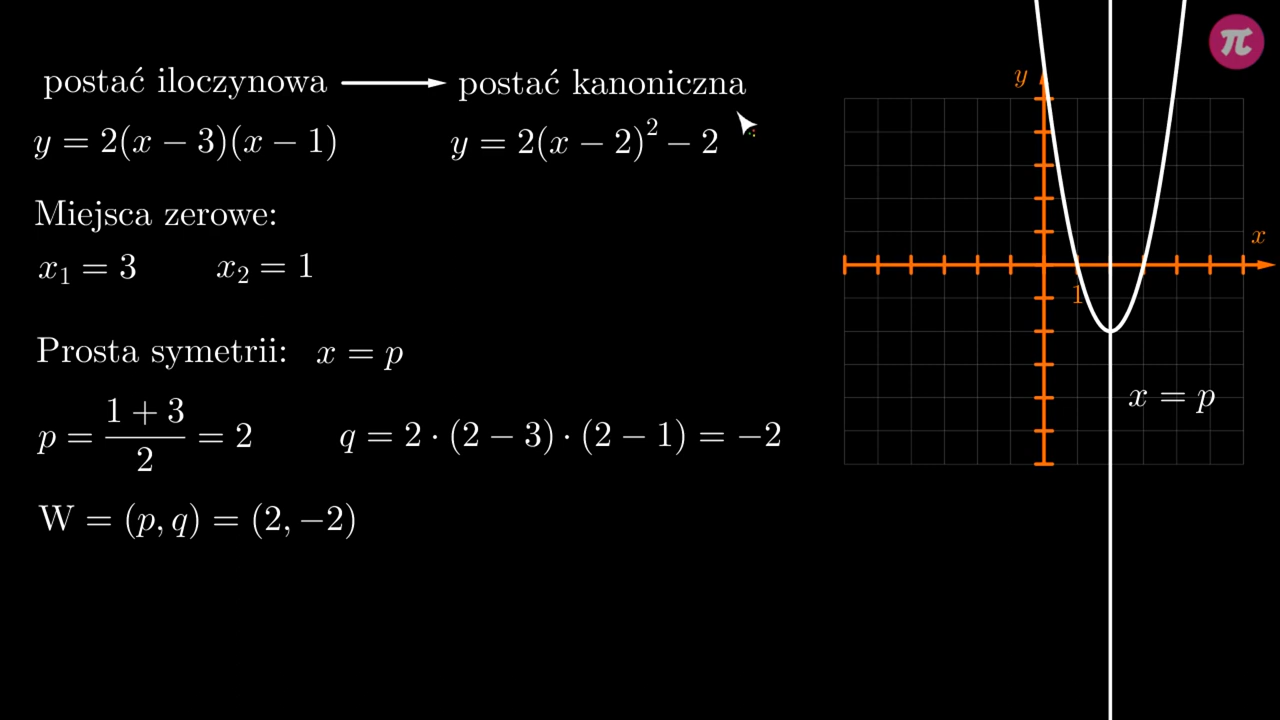 postać iloczynowa ⟶ postać kanoniczna
y = 2(x − 3)(x − 1)    y = 2(x − 2)² − 2
Miejsca zerowe:
x₁ = 3    x₂ = 1
Prosta symetrii: x = p
p = (1 + 3)/2 = 2    q = 2 · (2 − 3) · (2 − 1) = −2
W = (p, q) = (2, −2)
π
y
x
1
x = p